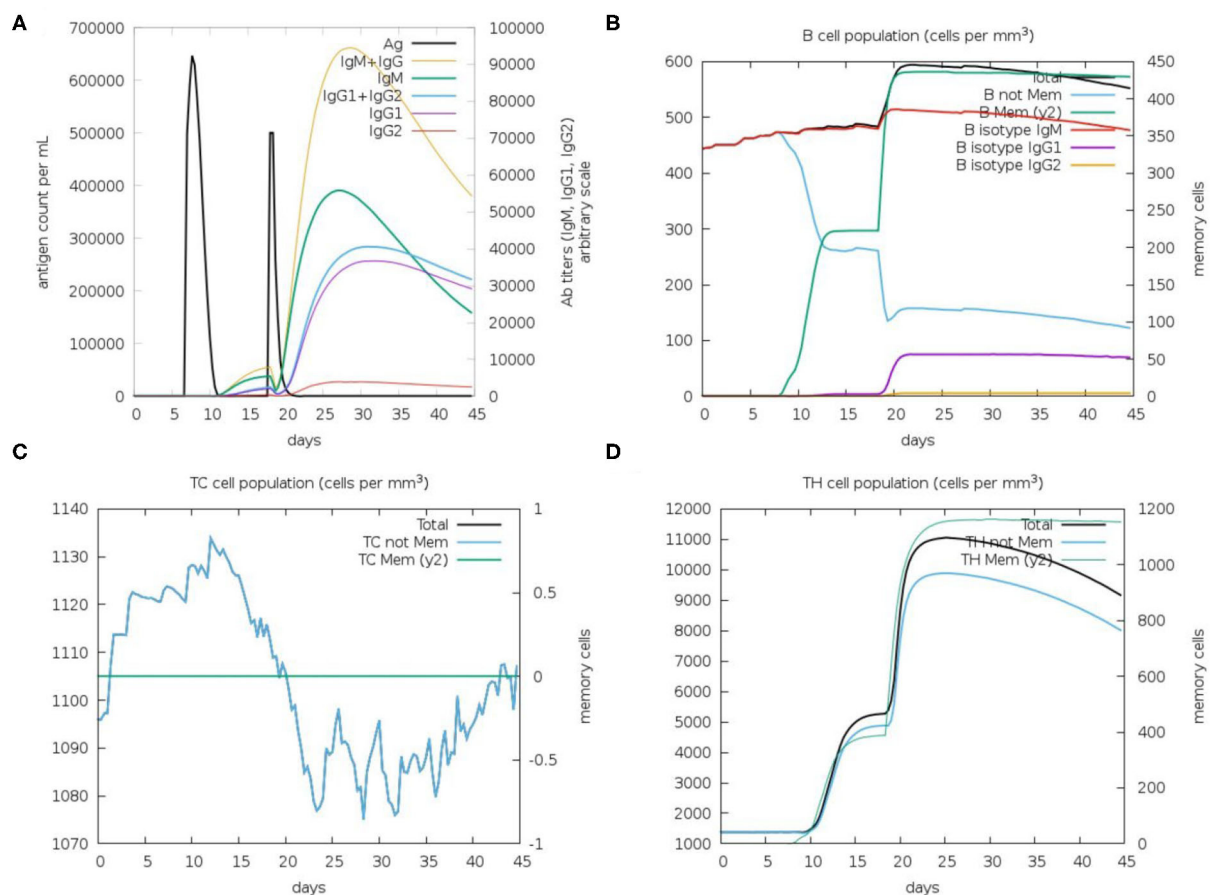 A
700000
600000
500000
400000
300000
200000
100000
0
antigen count per mL
0 5 10 15 20 25 30 35 40 45
days
100000
90000
80000
70000
60000
50000
40000
30000
20000
10000
0
Ab titers (IgM, IgG1, IgG2)
arbitrary scale
Ag
IgM+IgG
IgM
IgG1+IgG2
IgG1
IgG2
B
B cell population (cells per mm³)
600
500
400
300
200
100
0
0 5 10 15 20 25 30 35 40 45
days
450
400
350
300
250
200
150
100
50
0
memory cells
Total
B not Mem
B Mem (y2)
B isotype IgM
B isotype IgG1
B isotype IgG2
C
TC cell population (cells per mm³)
1140
1130
1120
1110
1100
1090
1080
1070
0 5 10 15 20 25 30 35 40 45
days
1
0.5
0
-0.5
-1
memory cells
Total
TC not Mem
TC Mem (y2)
D
TH cell population (cells per mm³)
12000
11000
10000
9000
8000
7000
6000
5000
4000
3000
2000
1000
0 5 10 15 20 25 30 35 40 45
days
1200
1000
800
600
400
200
0
memory cells
Total
TH not Mem
TH Mem (y2)